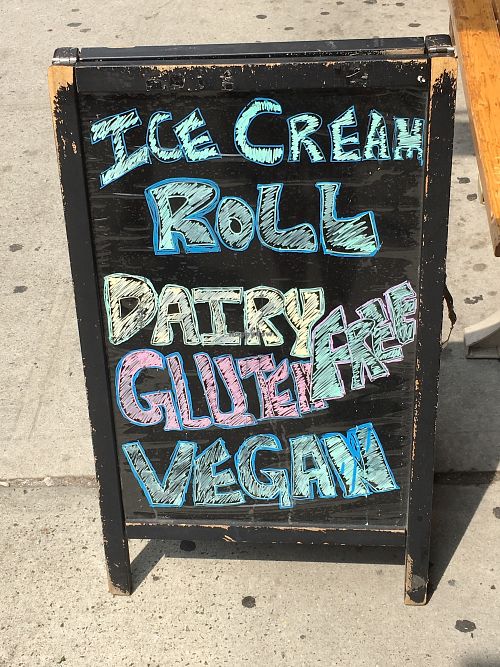 ICE CREAM
ROLL
DAIRY
GLUTEN FREE
VEGAN